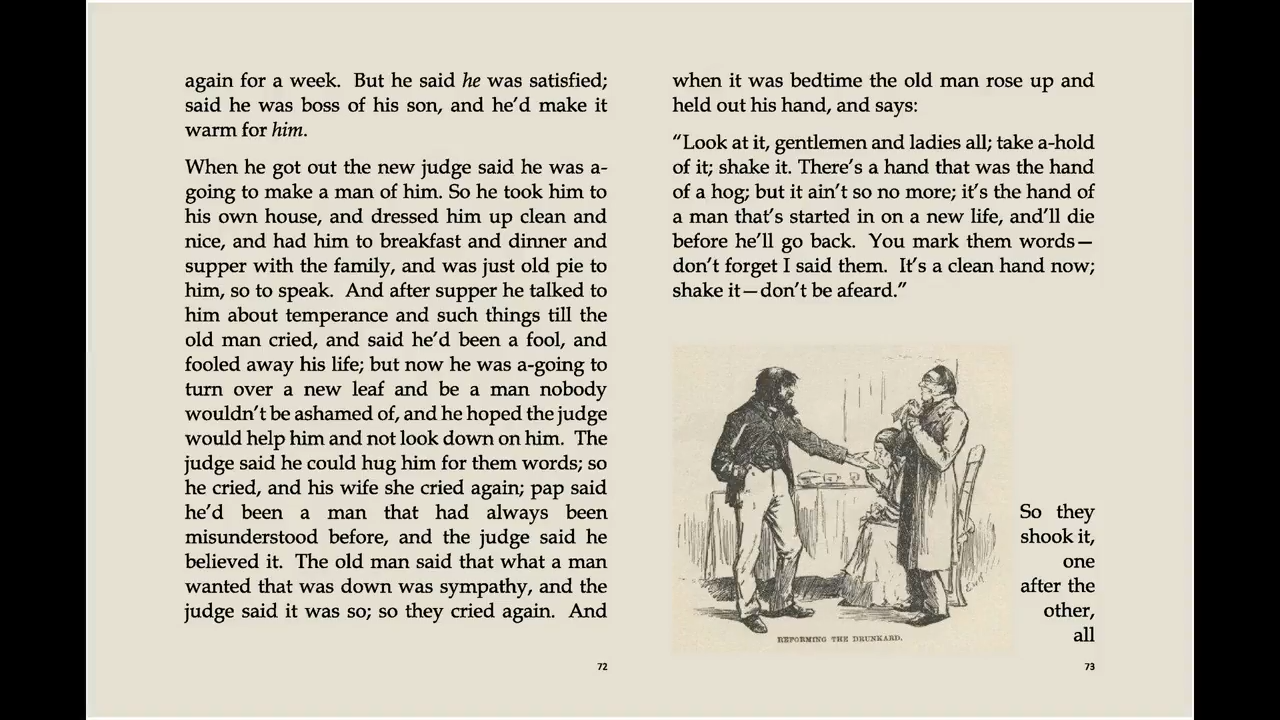 again for a week.  But he said he was satisfied;
said he was boss of his son, and he’d make it
warm for him.
When he got out the new judge said he was a-
going to make a man of him. So he took him to
his own house, and dressed him up clean and
nice, and had him to breakfast and dinner and
supper with the family, and was just old pie to
him, so to speak.  And after supper he talked to
him about temperance and such things till the
old man cried, and said he’d been a fool, and
fooled away his life; but now he was a-going to
turn over a new leaf and be a man nobody
wouldn’t be ashamed of, and he hoped the judge
would help him and not look down on him.  The
judge said he could hug him for them words; so
he cried, and his wife she cried again; pap said
he’d been a man that had always been
misunderstood before, and the judge said he
believed it.  The old man said that what a man
wanted that was down was sympathy, and the
judge said it was so; so they cried again.  And
72
when it was bedtime the old man rose up and
held out his hand, and says:
“Look at it, gentlemen and ladies all; take a-hold
of it; shake it. There’s a hand that was the hand
of a hog; but it ain’t so no more; it’s the hand of
a man that’s started in on a new life, and’ll die
before he’ll go back.  You mark them words—
don’t forget I said them.  It’s a clean hand now;
shake it—don’t be afeard.”
REFORMING THE DRUNKARD.
So they
shook it,
one
after the
other,
all
73